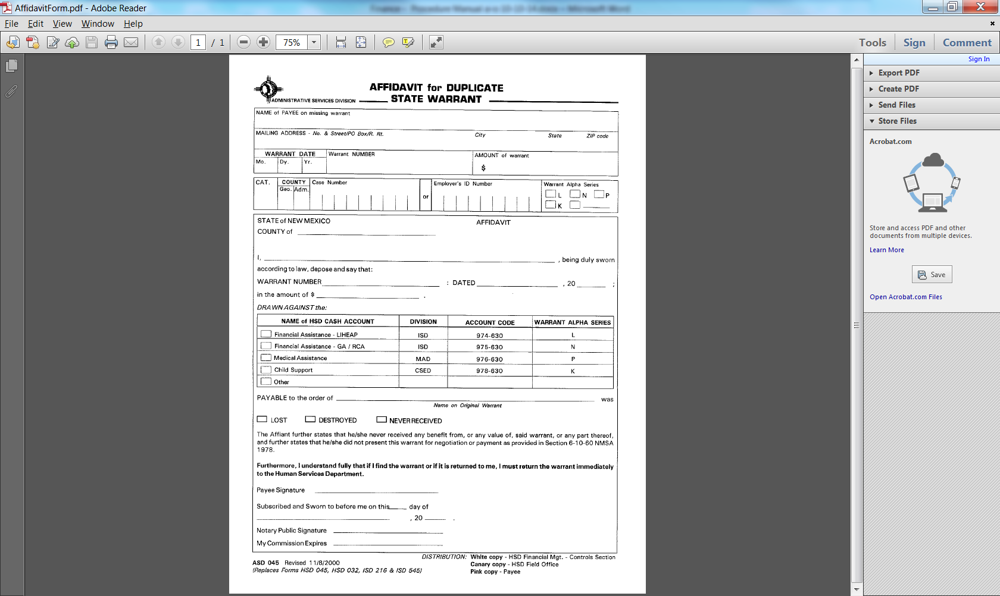 AffidavitForm.pdf - Adobe Reader
File Edit View Window Help
1 / 1 75% Tools Sign Comment
Sign In
Export PDF
Create PDF
Send Files
Store Files
Acrobat.com
Store and access PDF and other
documents from multiple devices.
Learn More
Save
Open Acrobat.com Files
AFFIDAVIT for DUPLICATE
ADMINISTRATIVE SERVICES DIVISION STATE WARRANT
NAME of PAYEE on missing warrant
MAILING ADDRESS - No. & Street/PO Box/R. Rt. City State ZIP code
WARRANT DATE Warrant NUMBER AMOUNT of warrant
Mo. Dy. Yr. $
CAT. COUNTY Case Number Employer's ID Number Warrant Alpha Series
Geo. Adm. or L N P
K
STATE of NEW MEXICO AFFIDAVIT
COUNTY of
I, , being duly sworn
according to law, depose and say that:
WARRANT NUMBER : DATED , 20 ;
in the amount of $ .
DRAWN AGAINST the:
NAME of HSD CASH ACCOUNT DIVISION ACCOUNT CODE WARRANT ALPHA SERIES
Financial Assistance - LIHEAP ISD 974-630 L
Financial Assistance - GA / RCA ISD 975-630 N
Medical Assistance MAD 976-630 P
Child Support CSED 978-630 K
Other
PAYABLE to the order of was
Name on Original Warrant
LOST DESTROYED NEVER RECEIVED
The Affiant further states that he/she never received any benefit from, or any value of, said warrant, or any part thereof,
and further states that he/she did not present this warrant for negotiation or payment as provided in Section 6-10-60 NMSA
1978.
Furthermore, I understand fully that if I find the warrant or if it is returned to me, I must return the warrant immediately
to the Human Services Department.
Payee Signature
Subscribed and Sworn to before me on this day of
, 20 .
Notary Public Signature
My Commission Expires
DISTRIBUTION: White copy - HSD Financial Mgt. - Controls Section
ASD 045 Revised 11/8/2000 Canary copy - HSD Field Office
(Replaces Forms HSD 045, HSD 032, ISD 216 & ISD 545) Pink copy - Payee